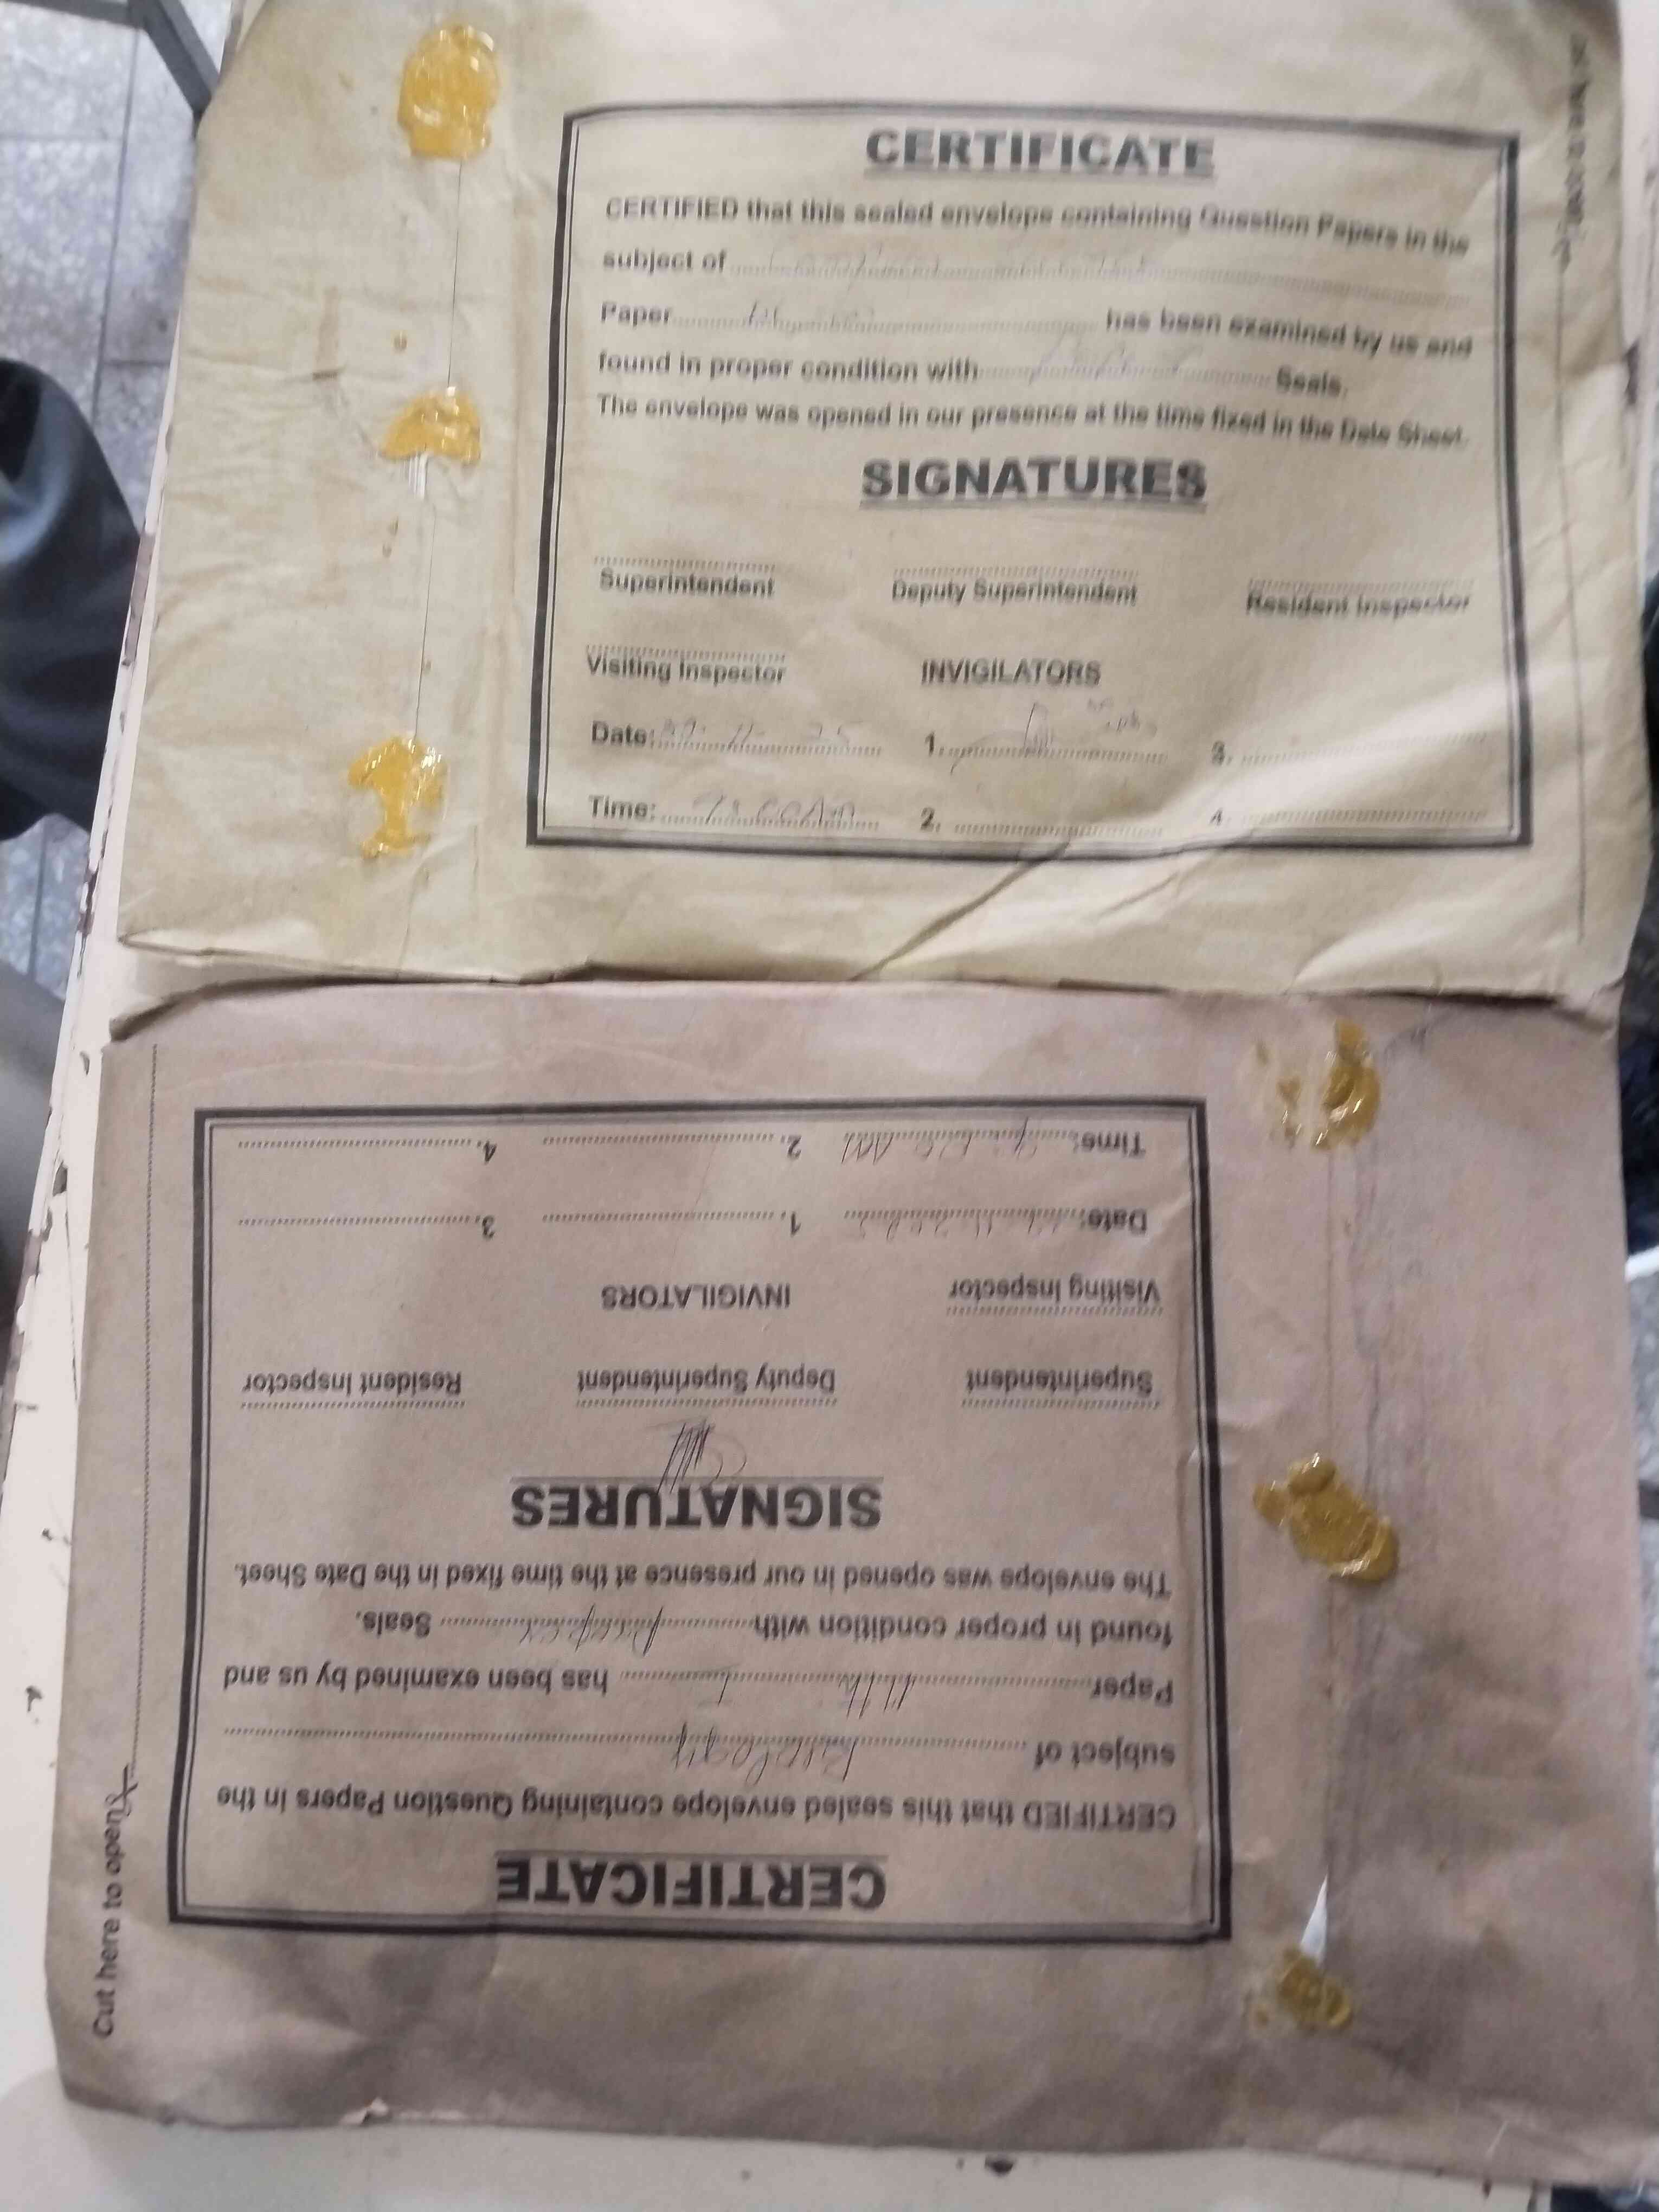 CERTIFICATE
CERTIFIED that this sealed envelope containing Question Papers in the
subject of
Paper has been examined by us and
found in proper condition with Seals.
The envelope was opened in our presence at the time fixed in the Date Sheet.
SIGNATURES
Superintendent Deputy Superintendent Resident Inspector
Visiting Inspector INVIGILATORS
Date: 1. 3.
Time: 2. 4.
Cut here to open
CERTIFICATE
CERTIFIED that this sealed envelope containing Question Papers in the
subject of
Paper has been examined by us and
found in proper condition with Seals.
The envelope was opened in our presence at the time fixed in the Date Sheet.
SIGNATURES
Superintendent Deputy Superintendent Resident Inspector
Visiting Inspector INVIGILATORS
Date: 1. 3.
Time: 2. 4.